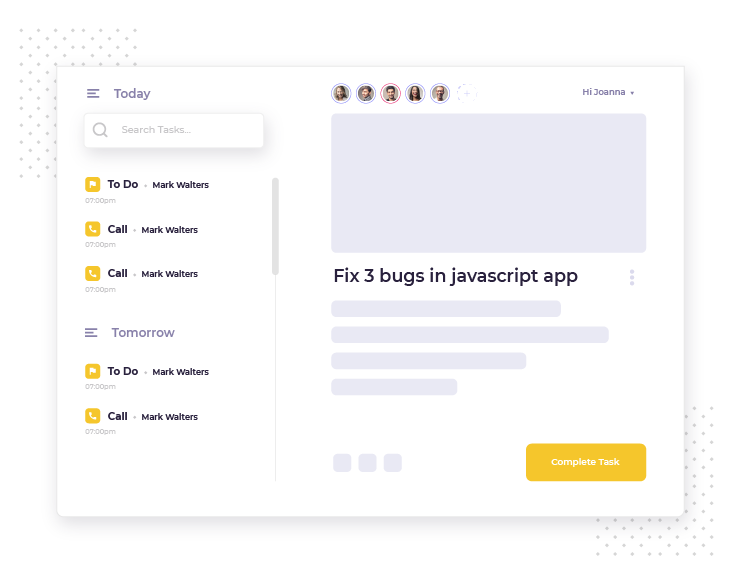 Today
Search Tasks...
To Do • Mark Walters
07:00pm
Call • Mark Walters
07:00pm
Call • Mark Walters
07:00pm
Tomorrow
To Do • Mark Walters
07:00pm
Call • Mark Walters
07:00pm
Hi Joanna
Fix 3 bugs in javascript app
Complete Task